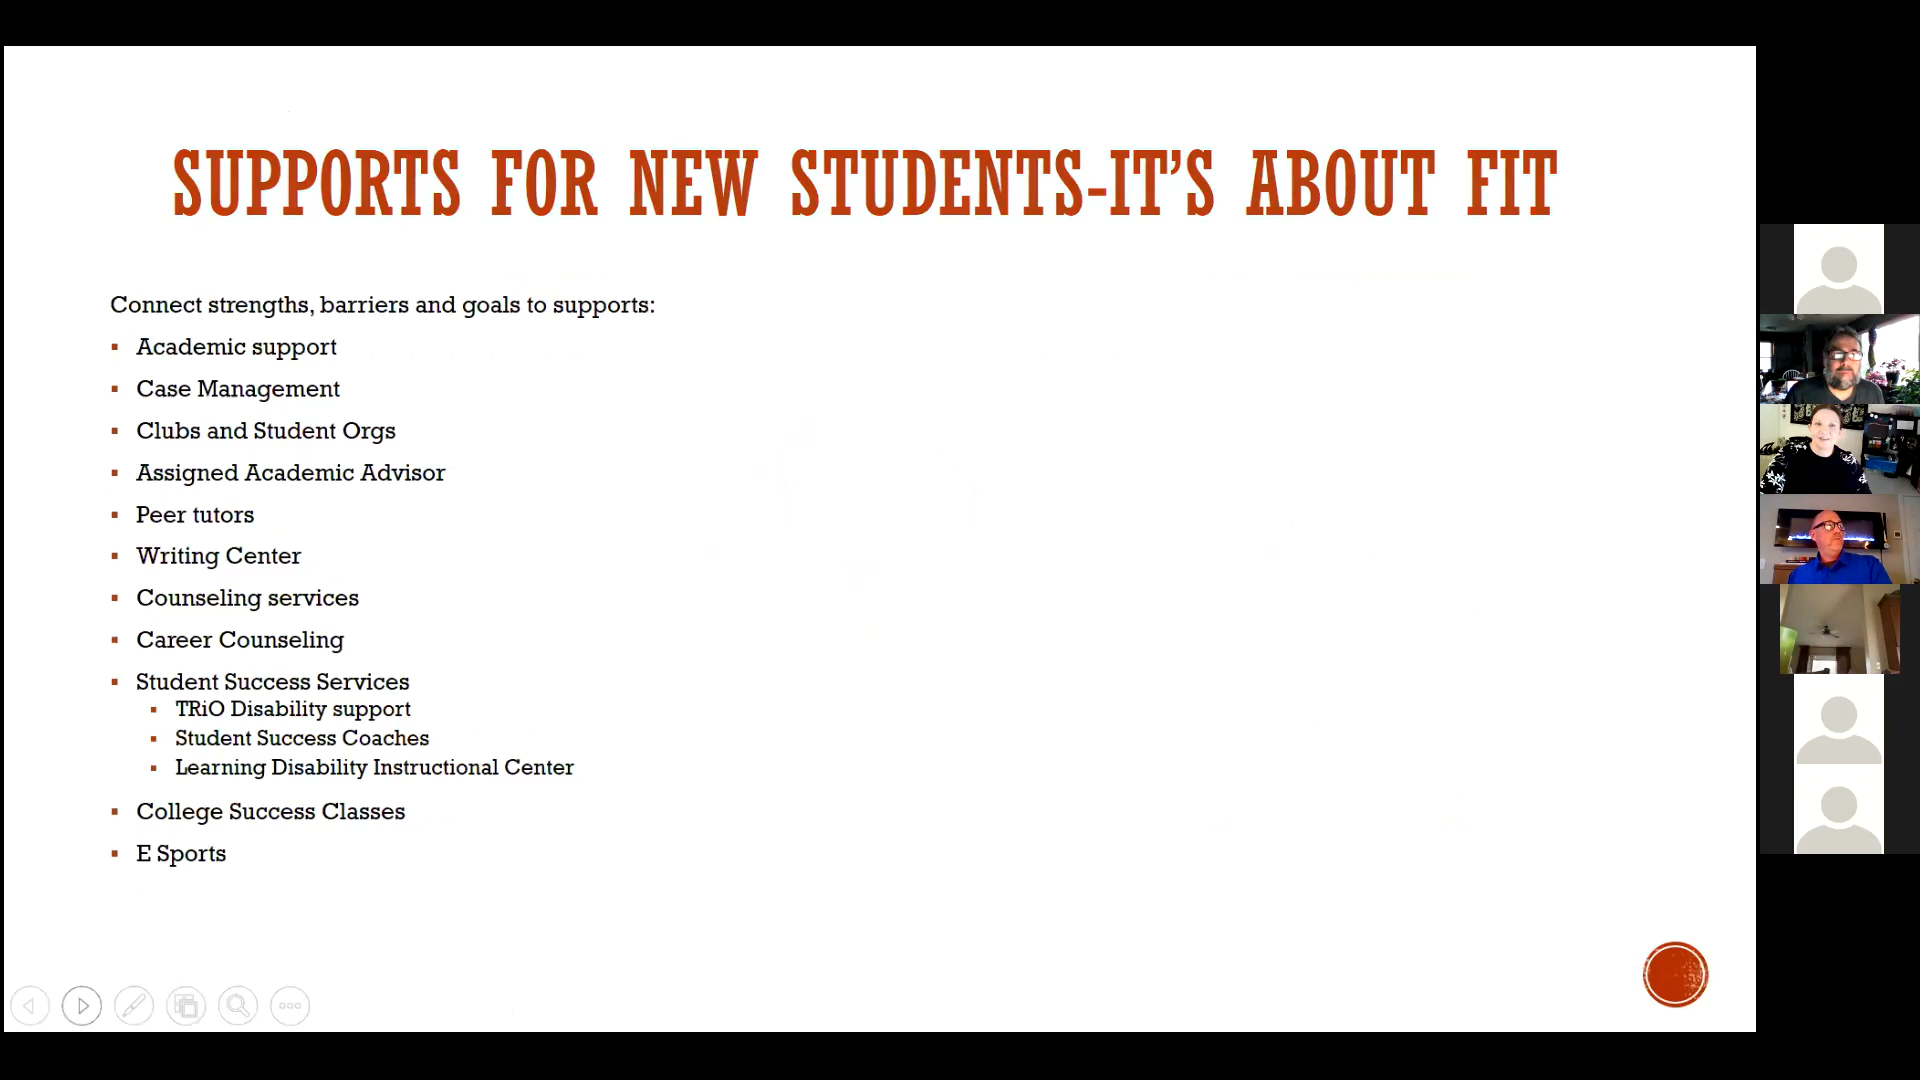 SUPPORTS FOR NEW STUDENTS-IT'S ABOUT FIT
Connect strengths, barriers and goals to supports:
Academic support
Case Management
Clubs and Student Orgs
Assigned Academic Advisor
Peer tutors
Writing Center
Counseling services
Career Counseling
Student Success Services
TRiO Disability support
Student Success Coaches
Learning Disability Instructional Center
College Success Classes
E Sports